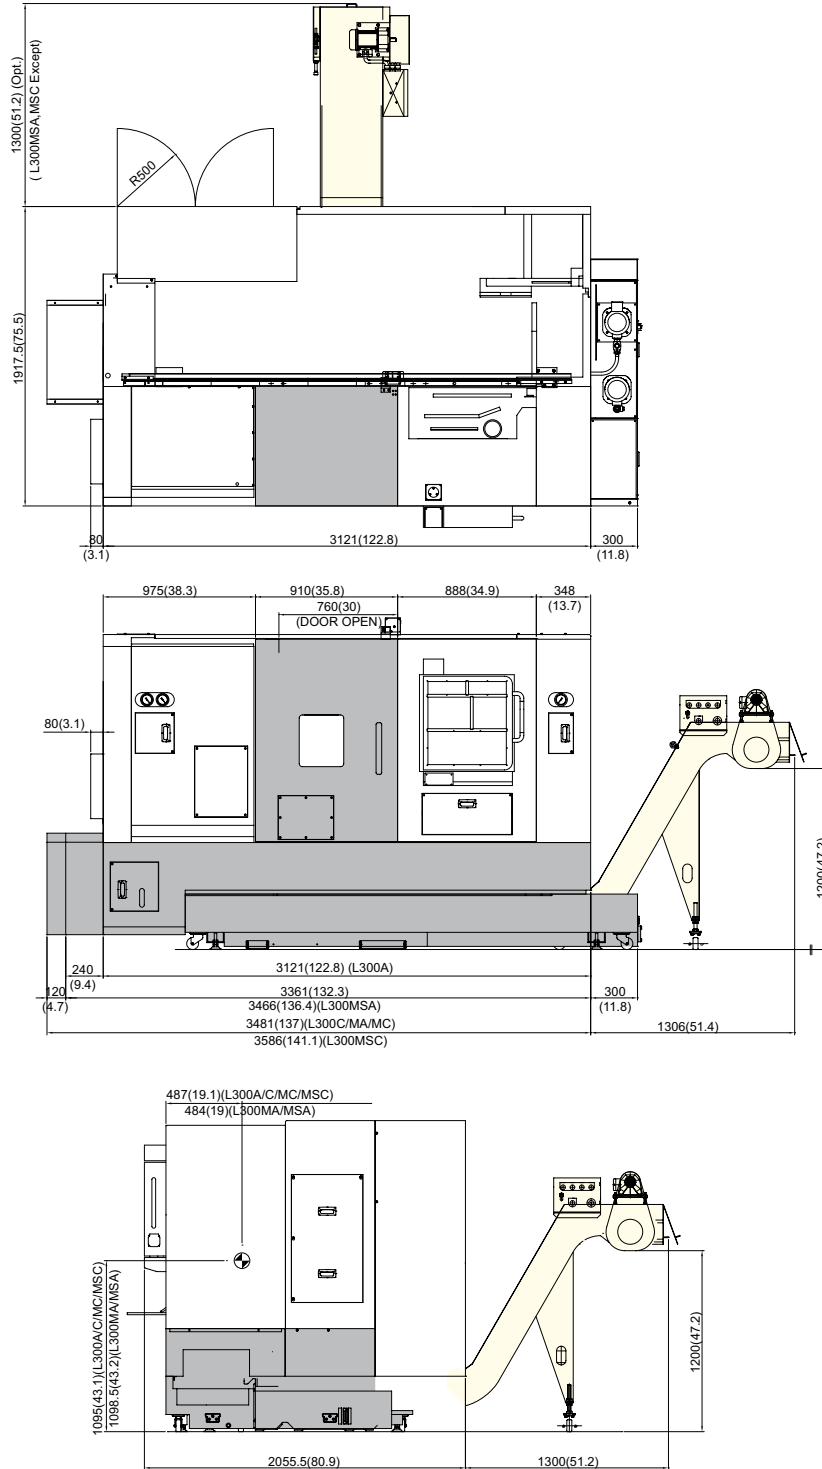 1300(51.2) (Opt.)
( L300MSA,MSC Except)
R500
1917.5(75.5)
80
(3.1)
3121(122.8)
300
(11.8)
975(38.3)
910(35.8)
888(34.9)
348
(13.7)
760(30)
(DOOR OPEN)
80(3.1)
1200(47.2)
240
(9.4)
3121(122.8) (L300A)
120
(4.7)
3361(132.3)
3466(136.4)(L300MSA)
300
(11.8)
3481(137)(L300C/MA/MC)
3586(141.1)(L300MSC)
1306(51.4)
487(19.1)(L300A/C/MC/MSC)
484(19)(L300MA/MSA)
1095(43.1)(L300A/C/MC/MSC)
1098.5(43.2)(L300MA/MSA)
1200(47.2)
2055.5(80.9)
1300(51.2)